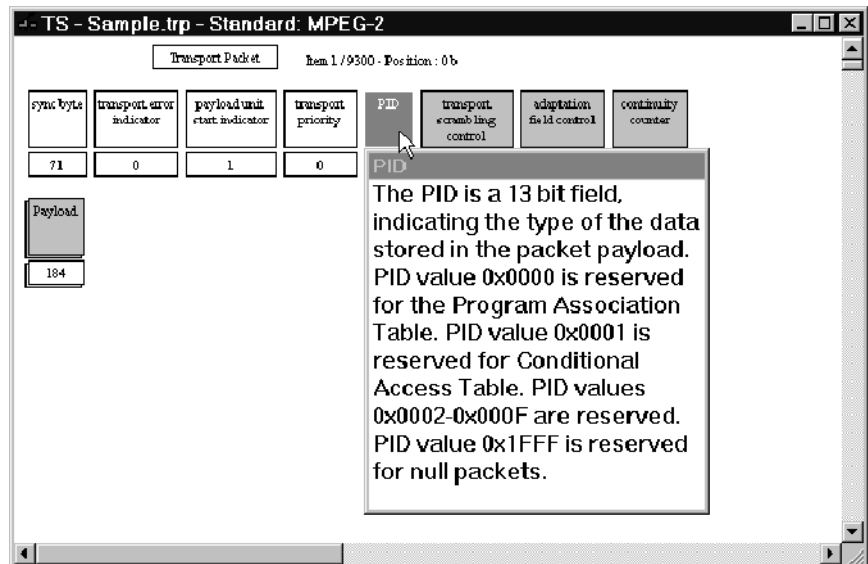 TS - Sample.trp - Standard: MPEG-2
Transport Packet
Item 1 / 9300 - Position : 0 b
sync byte
transport error
indicator
payload unit
start indicator
transport
priority
PID
transport
scrambling
control
adaptation
field control
continuity
counter
71
0
1
0
Payload
184
PID
The PID is a 13 bit field,
indicating the type of the data
stored in the packet payload.
PID value 0x0000 is reserved
for the Program Association
Table. PID value 0x0001 is
reserved for Conditional
Access Table. PID values
0x0002-0x000F are reserved.
PID value 0x1FFF is reserved
for null packets.